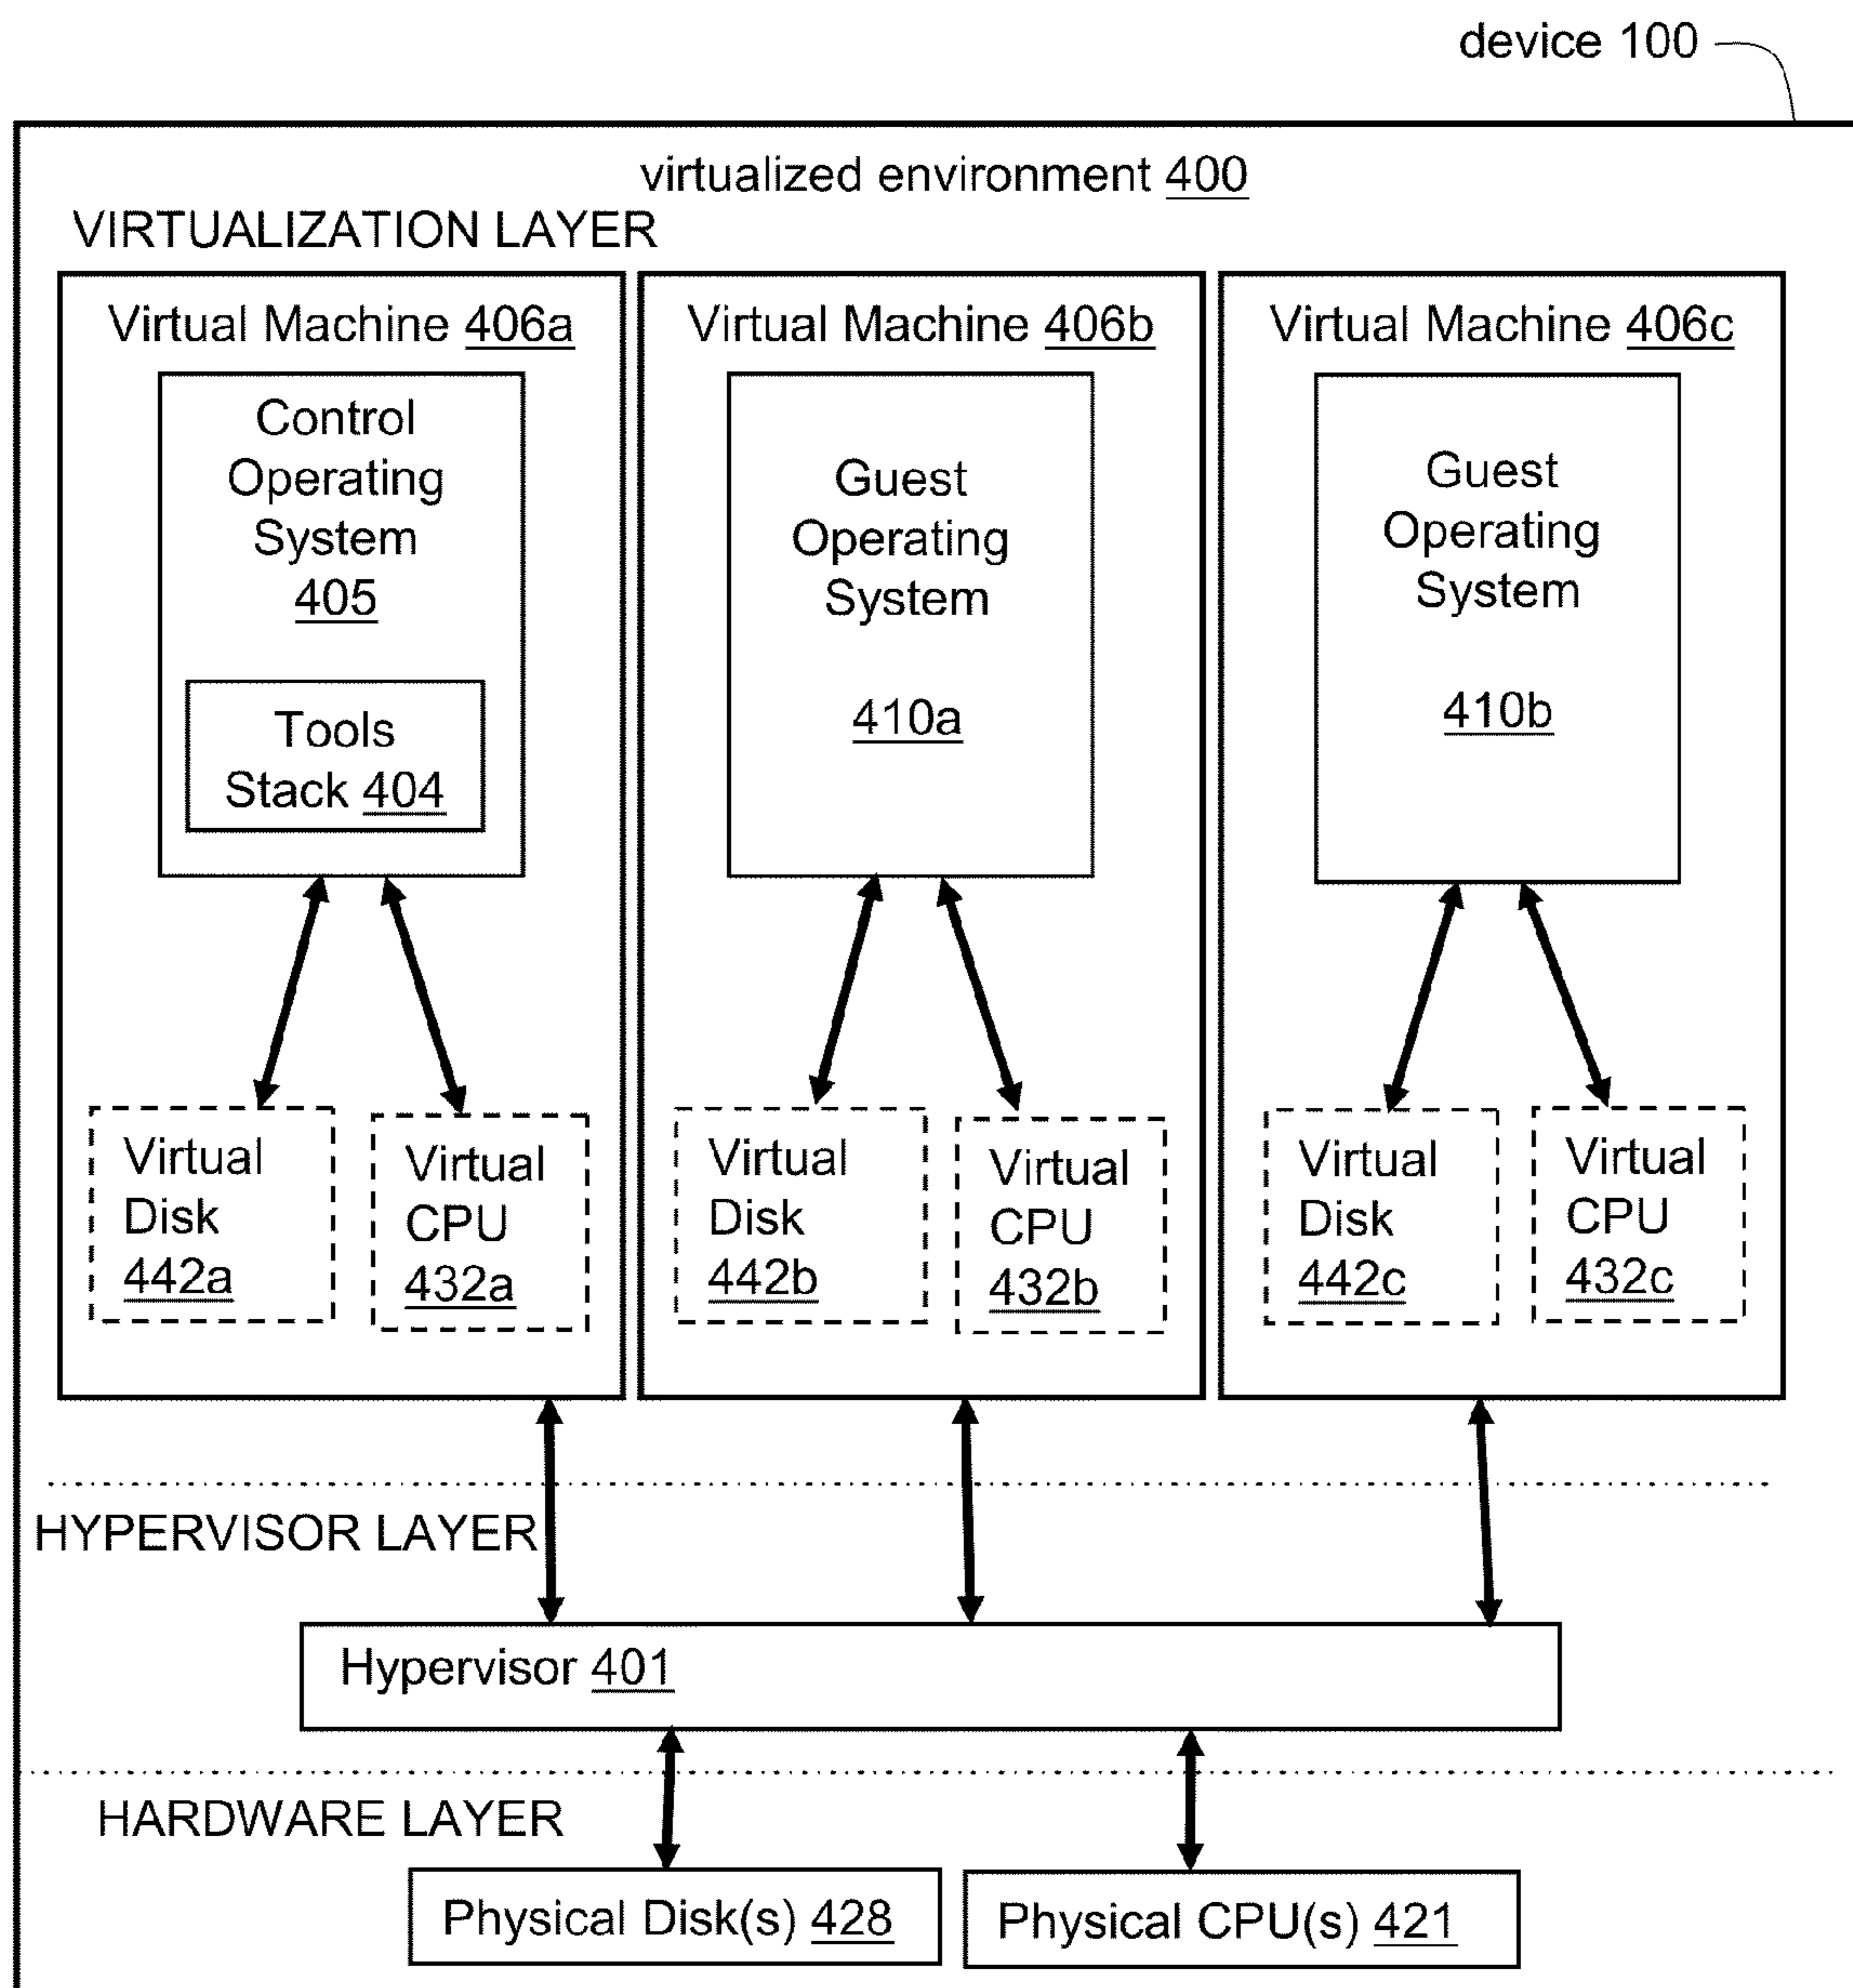 device 100
virtualized environment 400
VIRTUALIZATION LAYER
Virtual Machine 406a
Control
Operating
System
405
Tools
Stack 404
Virtual
Disk
442a
Virtual
CPU
432a
Virtual Machine 406b
Guest
Operating
System
410a
Virtual
Disk
442b
Virtual
CPU
432b
Virtual Machine 406c
Guest
Operating
System
410b
Virtual
Disk
442c
Virtual
CPU
432c
HYPERVISOR LAYER
Hypervisor 401
HARDWARE LAYER
Physical Disk(s) 428
Physical CPU(s) 421